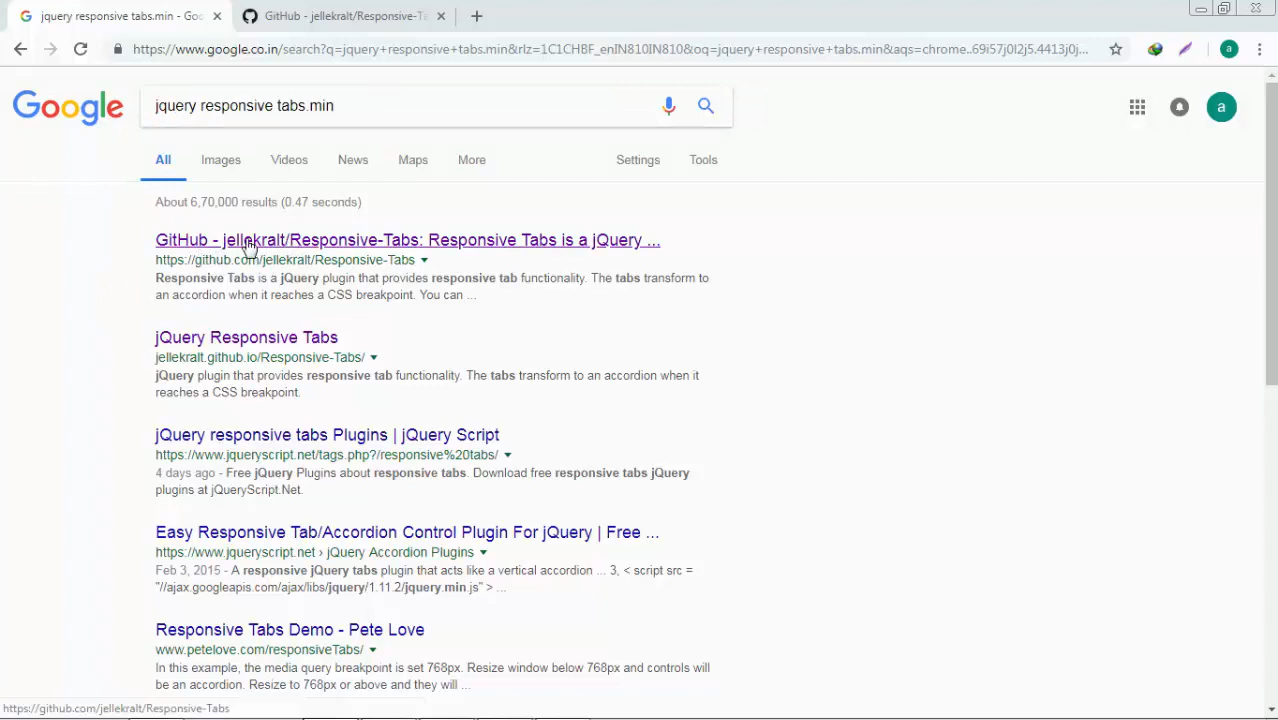 jquery responsive tabs.min - Goo
GitHub - jellekralt/Responsive-Ta
https://www.google.co.in/search?q=jquery+responsive+tabs.min&rlz=1C1CHBF_enIN810IN810&oq=jquery+responsive+tabs.min&aqs=chrome..69i57j0l2j5.4413j0j...
a
Google
jquery responsive tabs.min
a
All Images Videos News Maps More Settings Tools
About 6,70,000 results (0.47 seconds)
GitHub - jellekralt/Responsive-Tabs: Responsive Tabs is a jQuery ...
https://github.com/jellekralt/Responsive-Tabs
Responsive Tabs is a jQuery plugin that provides responsive tab functionality. The tabs transform to
an accordion when it reaches a CSS breakpoint. You can ...
jQuery Responsive Tabs
jellekralt.github.io/Responsive-Tabs/
jQuery plugin that provides responsive tab functionality. The tabs transform to an accordion when it
reaches a CSS breakpoint.
jQuery responsive tabs Plugins | jQuery Script
https://www.jqueryscript.net/tags.php?/responsive%20tabs/
4 days ago - Free jQuery Plugins about responsive tabs. Download free responsive tabs jQuery
plugins at jQueryScript.Net.
Easy Responsive Tab/Accordion Control Plugin For jQuery | Free ...
https://www.jqueryscript.net › jQuery Accordion Plugins
Feb 3, 2015 - A responsive jQuery tabs plugin that acts like a vertical accordion ... 3, < script src =
"//ajax.googleapis.com/ajax/libs/jquery/1.11.2/jquery.min.js" > ...
Responsive Tabs Demo - Pete Love
www.petelove.com/responsiveTabs/
In this example, the media query breakpoint is set 768px. Resize window below 768px and controls will
be an accordion. Resize to 768px or above and they will ...
https://github.com/jellekralt/Responsive-Tabs